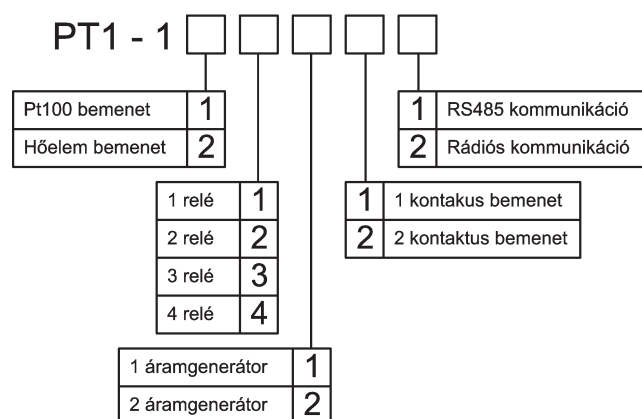 PT1 - 1
Pt100 bemenet 1
Hőelem bemenet 2
1 RS485 kommunikáció
2 Rádiós kommunikáció
1 relé 1
2 relé 2
3 relé 3
4 relé 4
1 1 kontakus bemenet
2 2 kontaktus bemenet
1 áramgenerátor 1
2 áramgenerátor 2